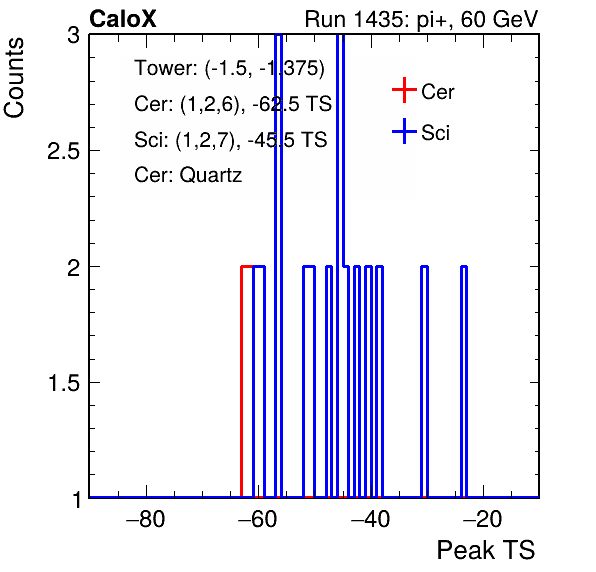 CaloX Run 1435: pi+, 60 GeV
Counts
3
2.5
2
1.5
1
Tower: (-1.5, -1.375)
Cer: (1,2,6), -62.5 TS
Sci: (1,2,7), -45.5 TS
Cer: Quartz
Cer
Sci
−80 −60 −40 −20
Peak TS